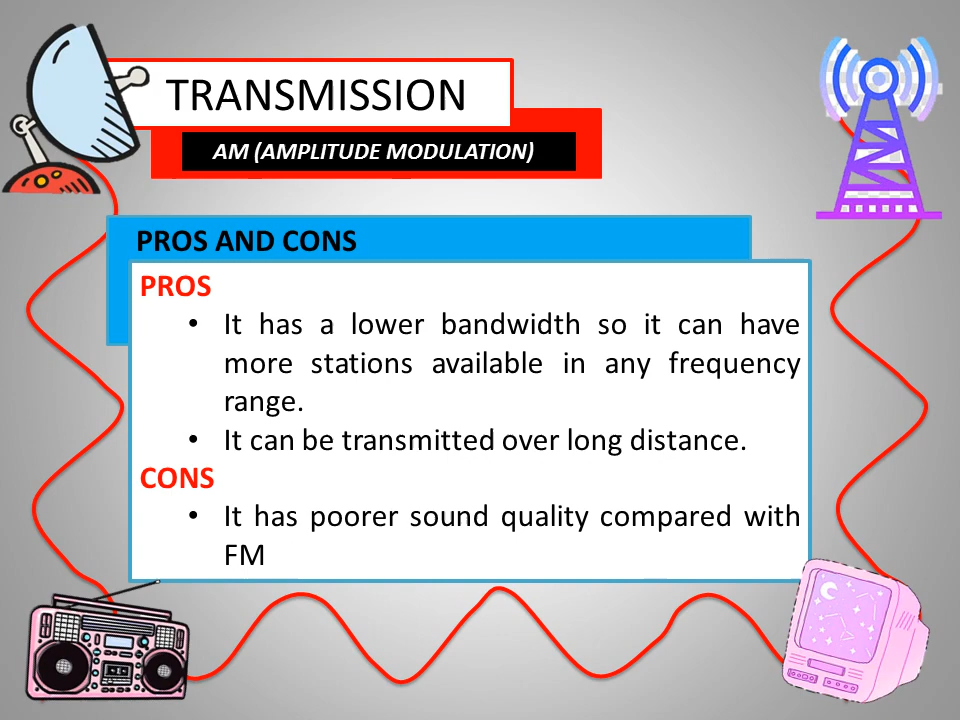 TRANSMISSION
AM (AMPLITUDE MODULATION)
PROS AND CONS
PROS
• It has a lower bandwidth so it can have
more stations available in any frequency
range.
• It can be transmitted over long distance.
CONS
• It has poorer sound quality compared with
FM